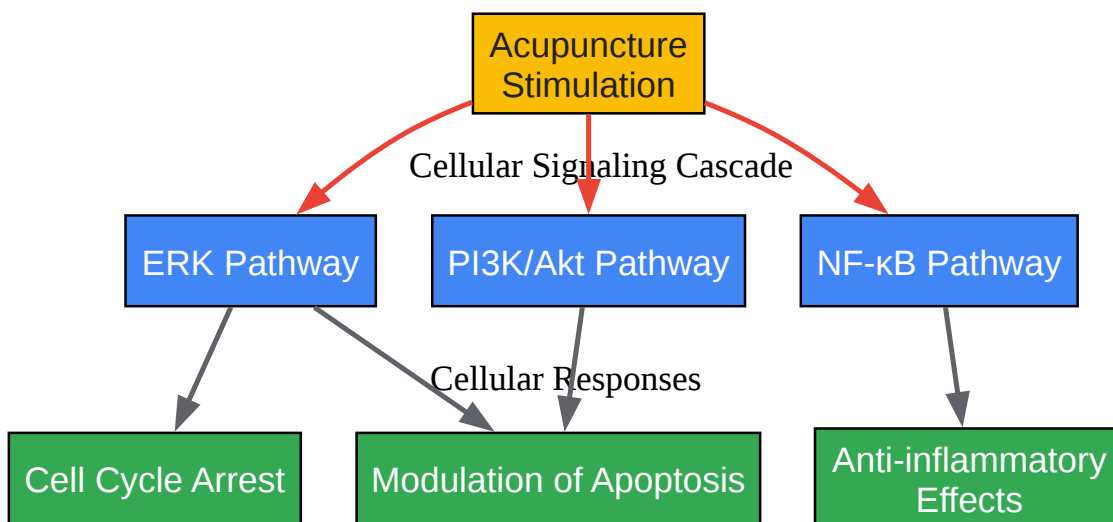 Acupuncture
Stimulation
Cellular Signaling Cascade
ERK Pathway
PI3K/Akt Pathway
NF-κB Pathway
Cellular Responses
Cell Cycle Arrest
Modulation of Apoptosis
Anti-inflammatory
Effects